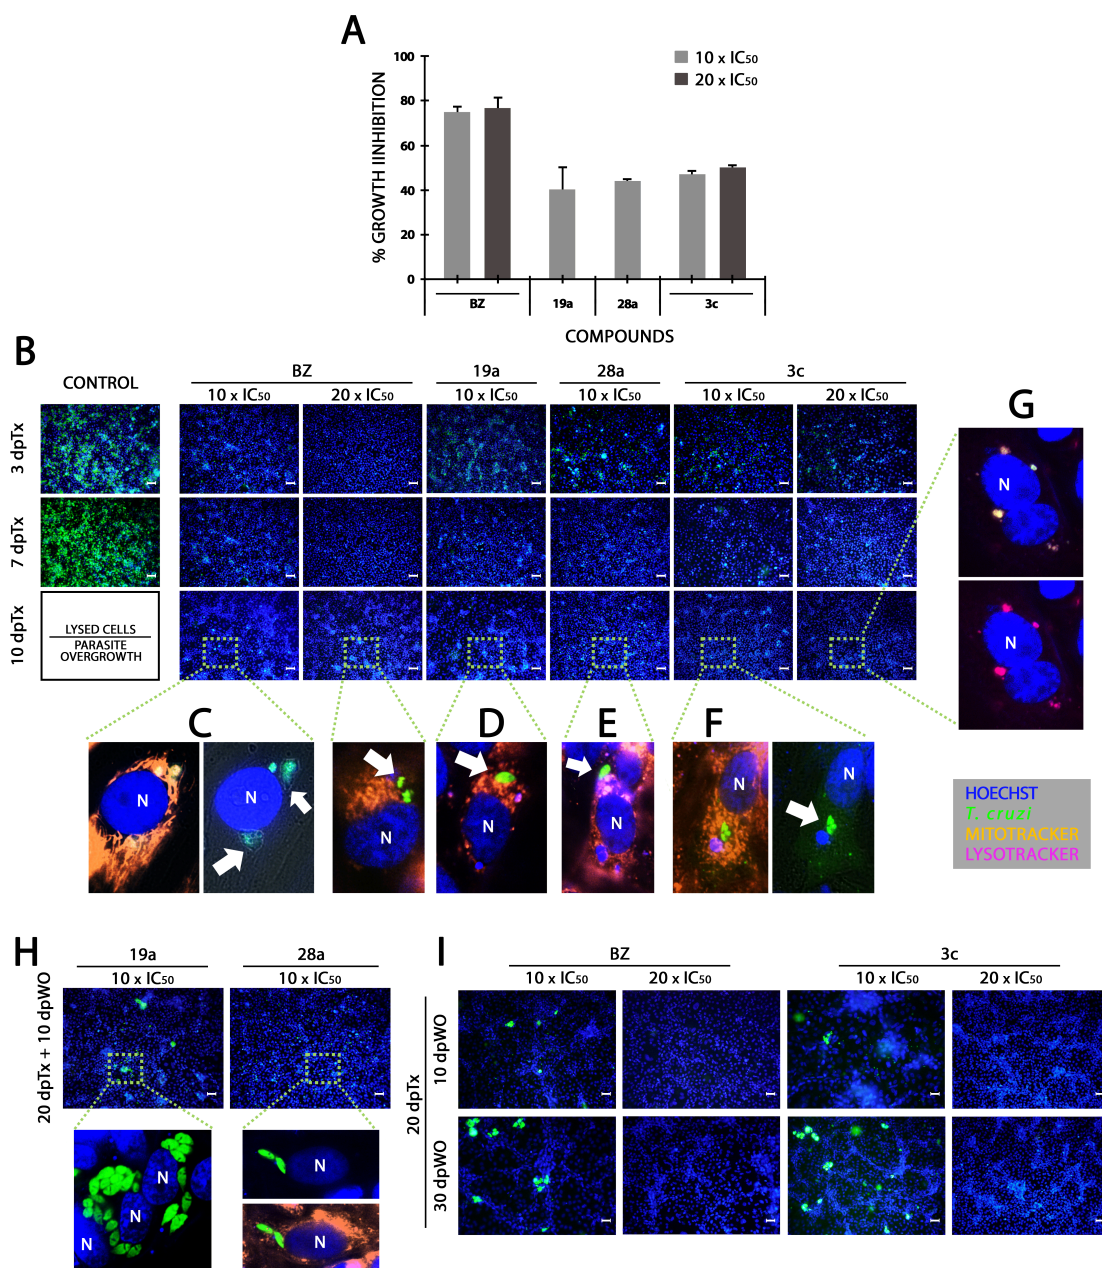 A
100
80
60
40
20
0
% GROWTH IINHIBITION
10 x IC50
20 x IC50
BZ
19a
28a
3c
COMPOUNDS
B
CONTROL
BZ
19a
28a
3c
10 x IC50
20 x IC50
10 x IC50
10 x IC50
10 x IC50
20 x IC50
3 dpTx
7 dpTx
10 dpTx
LYSED CELLS
PARASITE
OVERGROWTH
G
N
N
C
D
E
F
N
N
N
N
N
N
N
HOECHST
T. cruzi
MITOTRACKER
LYSOTRACKER
H
19a
28a
10 x IC50
10 x IC50
20 dpTx + 10 dpWO
N
N
N
N
N
I
BZ
3c
10 x IC50
20 x IC50
10 x IC50
20 x IC50
20 dpTx
10 dpWO
30 dpWO